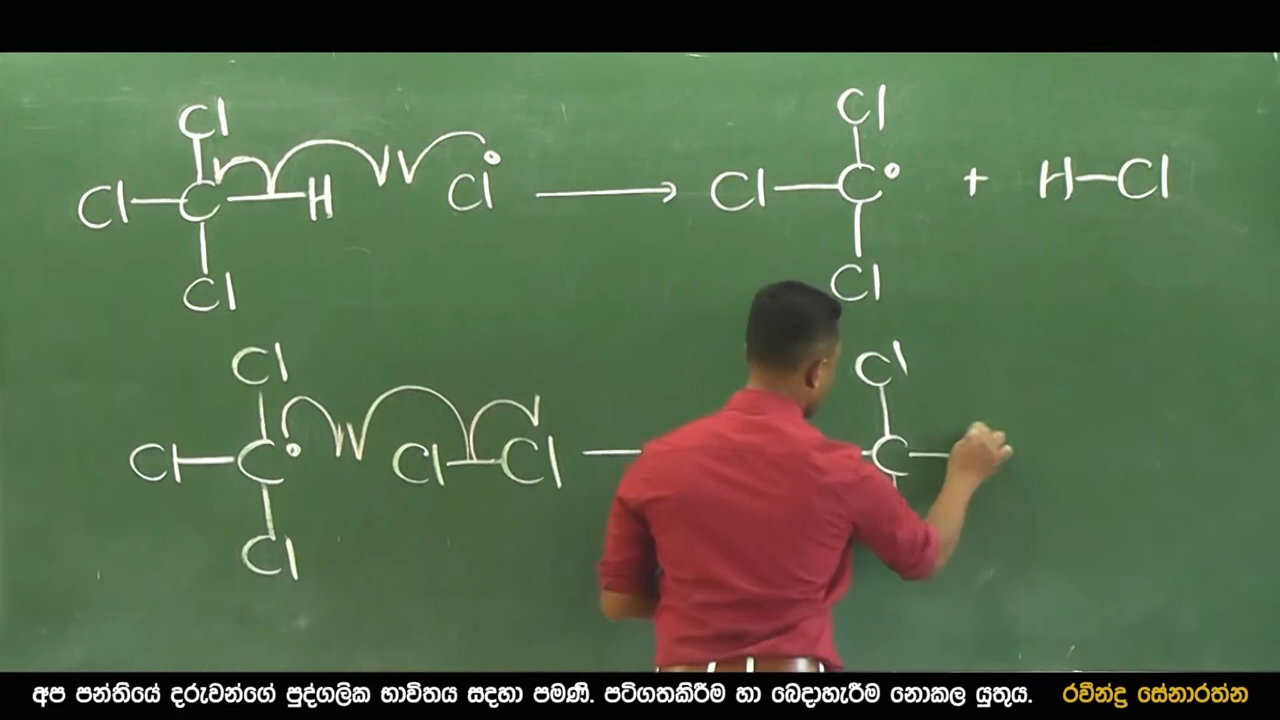 Cl
Cl—C—H Cl•
Cl
⟶
Cl
Cl—C• + H—Cl
Cl
Cl
Cl—C• Cl—Cl
Cl
—
Cl
—C—
අප පන්තියේ දරුවන්ගේ පුද්ගලික භාවිතය සදහා පමණි. පටිගතකිරීම හා බෙදාහැරීම නොකල යුතුය. රවීන්ද්‍ර සේනාරත්න